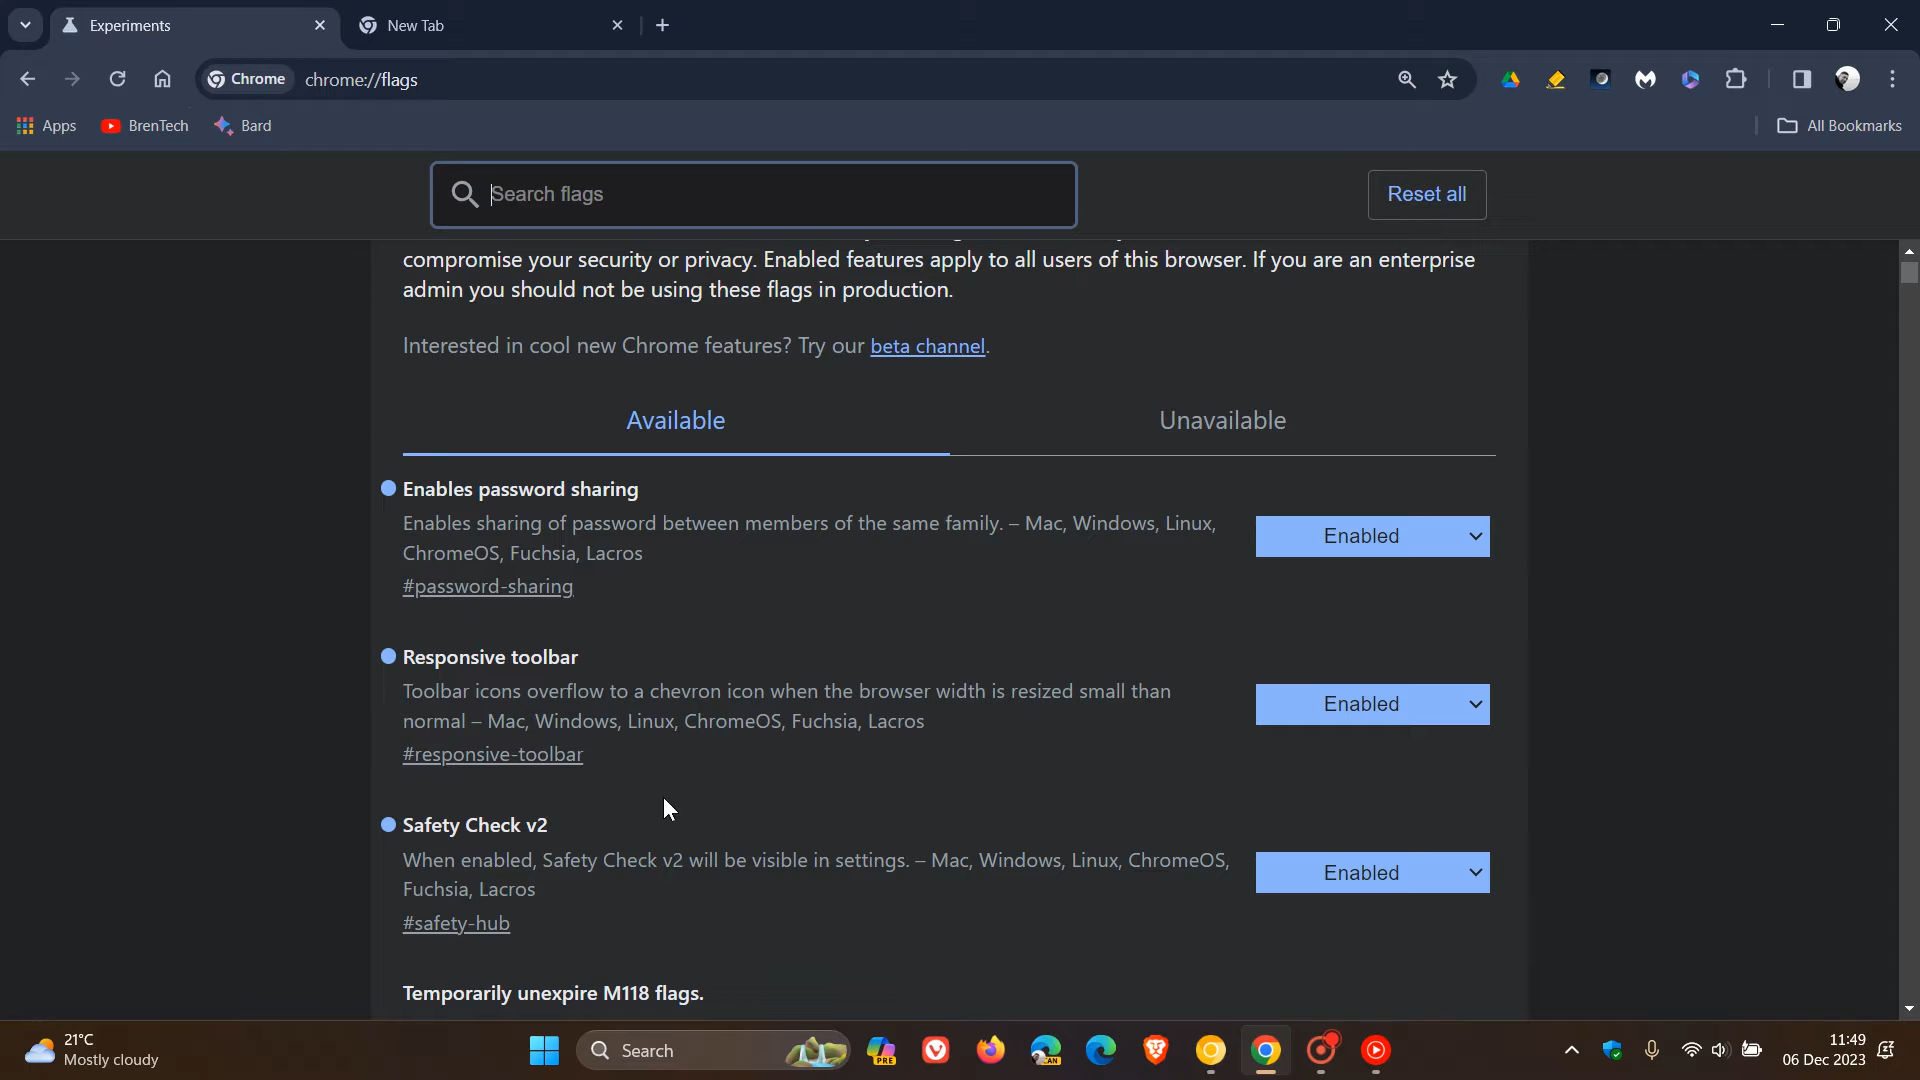 Experiments
New Tab
Chrome
chrome://flags
Apps
BrenTech
Bard
All Bookmarks
Search flags
Reset all
compromise your security or privacy. Enabled features apply to all users of this browser. If you are an enterprise
admin you should not be using these flags in production.
Interested in cool new Chrome features? Try our beta channel.
Available
Unavailable
Enables password sharing
Enables sharing of password between members of the same family. – Mac, Windows, Linux,
ChromeOS, Fuchsia, Lacros
#password-sharing
Enabled
Responsive toolbar
Toolbar icons overflow to a chevron icon when the browser width is resized small than
normal – Mac, Windows, Linux, ChromeOS, Fuchsia, Lacros
#responsive-toolbar
Enabled
Safety Check v2
When enabled, Safety Check v2 will be visible in settings. – Mac, Windows, Linux, ChromeOS,
Fuchsia, Lacros
#safety-hub
Enabled
Temporarily unexpire M118 flags.
21°C
Mostly cloudy
Search
PRE
CAN
11:49
06 Dec 2023